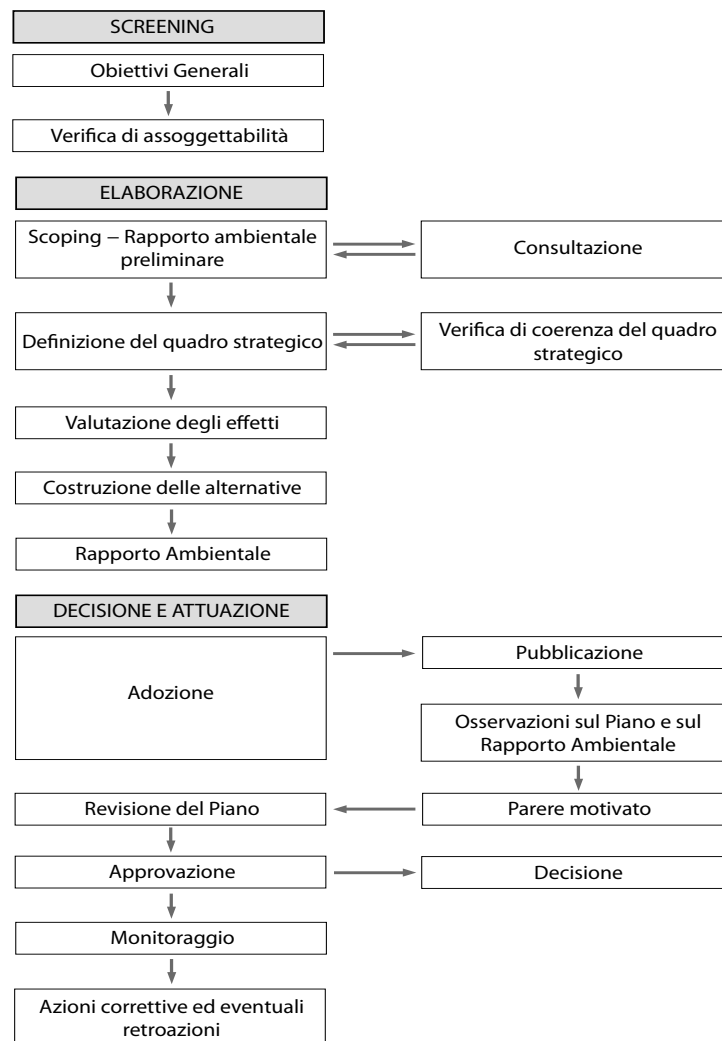 SCREENING
Obiettivi Generali
Verifica di assoggettabilità
ELABORAZIONE
Scoping – Rapporto ambientale
preliminare
Consultazione
Definizione del quadro strategico
Verifica di coerenza del quadro
strategico
Valutazione degli effetti
Costruzione delle alternative
Rapporto Ambientale
DECISIONE E ATTUAZIONE
Adozione
Pubblicazione
Osservazioni sul Piano e sul
Rapporto Ambientale
Revisione del Piano
Parere motivato
Approvazione
Decisione
Monitoraggio
Azioni correttive ed eventuali
retroazioni